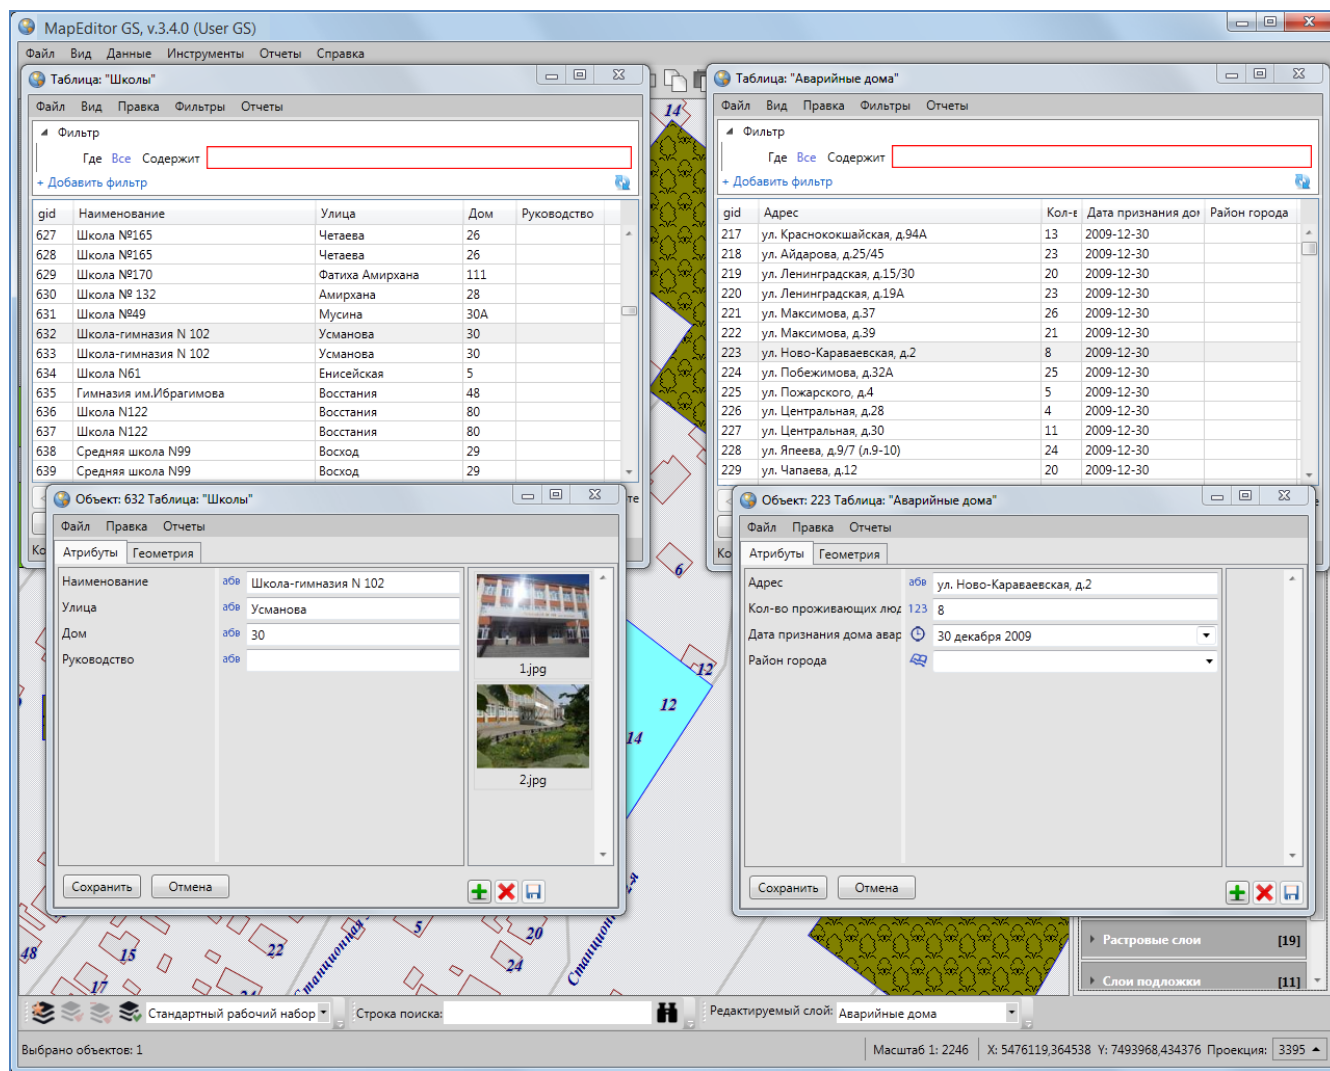 MapEditor GS, v.3.4.0 (User GS)
Файл Вид Данные Инструменты Отчеты Справка
Таблица: "Школы"
Файл Вид Правка Фильтры Отчеты
Фильтр
Где Все Содержит
+ Добавить фильтр
gid Наименование Улица Дом Руководство
627 Школа №165 Четаева 26
628 Школа №165 Четаева 26
629 Школа №170 Фатиха Амирхана 111
630 Школа № 132 Амирхана 28
631 Школа №49 Мусина 30А
632 Школа-гимназия N 102 Усманова 30
633 Школа-гимназия N 102 Усманова 30
634 Школа N61 Енисейская 5
635 Гимназия им.Ибрагимова Восстания 48
636 Школа N122 Восстания 80
637 Школа N122 Восстания 80
638 Средняя школа N99 Восход 29
639 Средняя школа N99 Восход 29
Таблица: "Аварийные дома"
Файл Вид Правка Фильтры Отчеты
Фильтр
Где Все Содержит
+ Добавить фильтр
gid Адрес Кол-в Дата признания дом Район города
217 ул. Краснококшайская, д.94А 13 2009-12-30
218 ул. Айдарова, д.25/45 23 2009-12-30
219 ул. Ленинградская, д.15/30 20 2009-12-30
220 ул. Ленинградская, д.19А 23 2009-12-30
221 ул. Максимова, д.37 26 2009-12-30
222 ул. Максимова, д.39 21 2009-12-30
223 ул. Ново-Караваевская, д.2 8 2009-12-30
224 ул. Побежимова, д.32А 25 2009-12-30
225 ул. Пожарского, д.4 5 2009-12-30
226 ул. Центральная, д.28 4 2009-12-30
227 ул. Центральная, д.30 11 2009-12-30
228 ул. Япеева, д.9/7 (л.9-10) 24 2009-12-30
229 ул. Чапаева, д.12 20 2009-12-30
Объект: 632 Таблица: "Школы"
Файл Правка Отчеты
Атрибуты Геометрия
Наименование абв Школа-гимназия N 102
Улица абв Усманова
Дом абв 30
Руководство абв
1.jpg
2.jpg
Сохранить Отмена
Объект: 223 Таблица: "Аварийные дома"
Файл Правка Отчеты
Атрибуты Геометрия
Адрес абв ул. Ново-Караваевская, д.2
Кол-во проживающих люд 123 8
Дата признания дома авар 30 декабря 2009
Район города
Сохранить Отмена
14
6
12
12
14
48
15
17
22
5
20
24
Станционная
Растровые слои [19]
Слои подложки [11]
Стандартный рабочий набор Строка поиска: Редактируемый слой: Аварийные дома
Выбрано объектов: 1 Масштаб 1: 2246 X: 5476119,364538 Y: 7493968,434376 Проекция: 3395